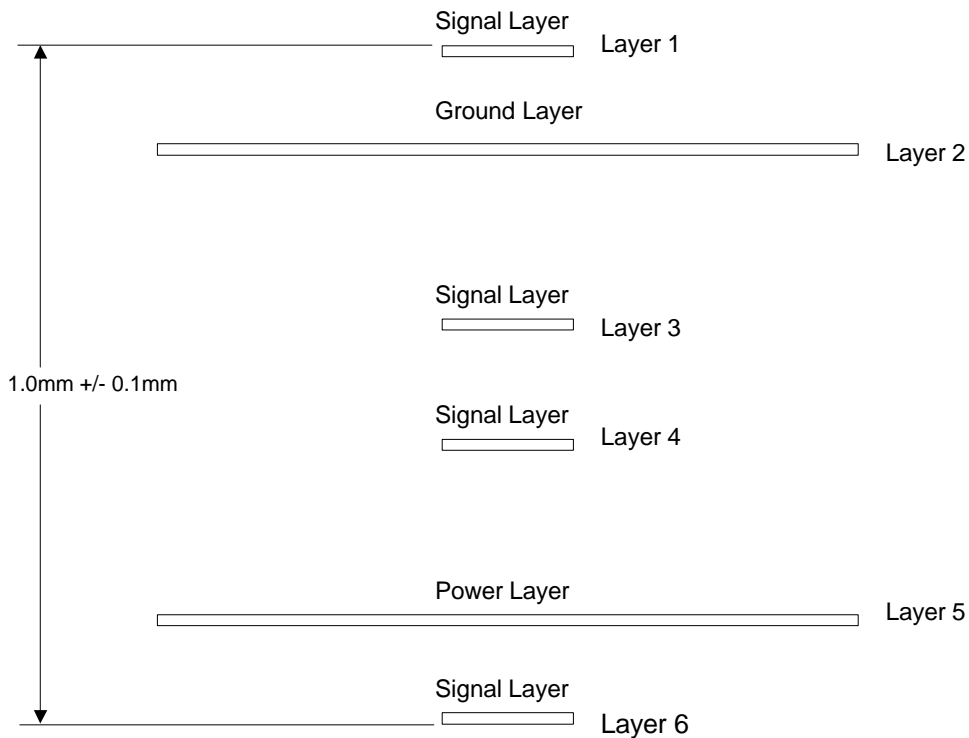 Signal Layer
Layer 1
Ground Layer
Layer 2
Signal Layer
Layer 3
1.0mm +/- 0.1mm
Signal Layer
Layer 4
Power Layer
Layer 5
Signal Layer
Layer 6